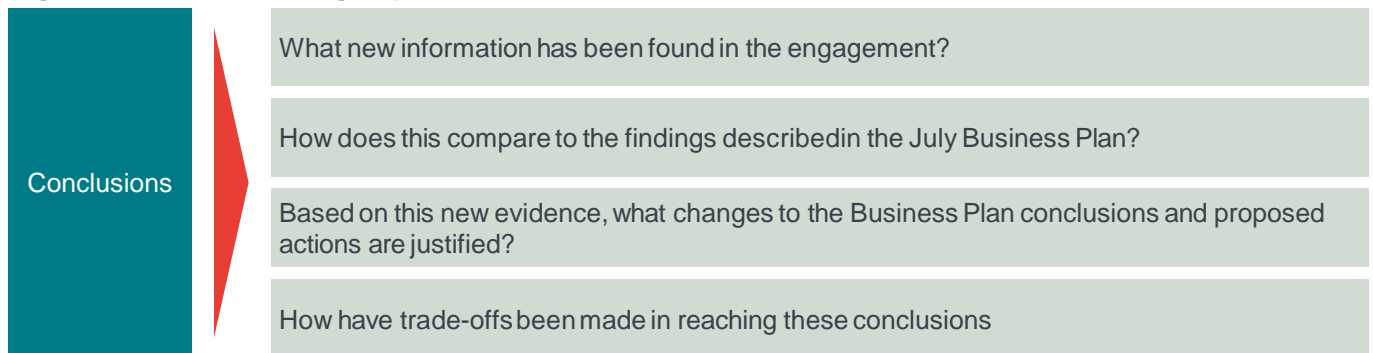 Conclusions
What new information has been found in the engagement?
How does this compare to the findings describedin the July Business Plan?
Based on this new evidence, what changes to the Business Plan conclusions and proposed
actions are justified?
How have trade-offs been made in reaching these conclusions